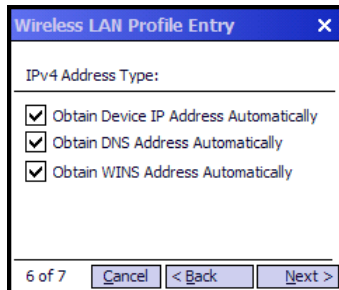 Wireless LAN Profile Entry X
IPv4 Address Type:
Obtain Device IP Address Automatically
Obtain DNS Address Automatically
Obtain WINS Address Automatically
6 of 7 Cancel < Back Next >